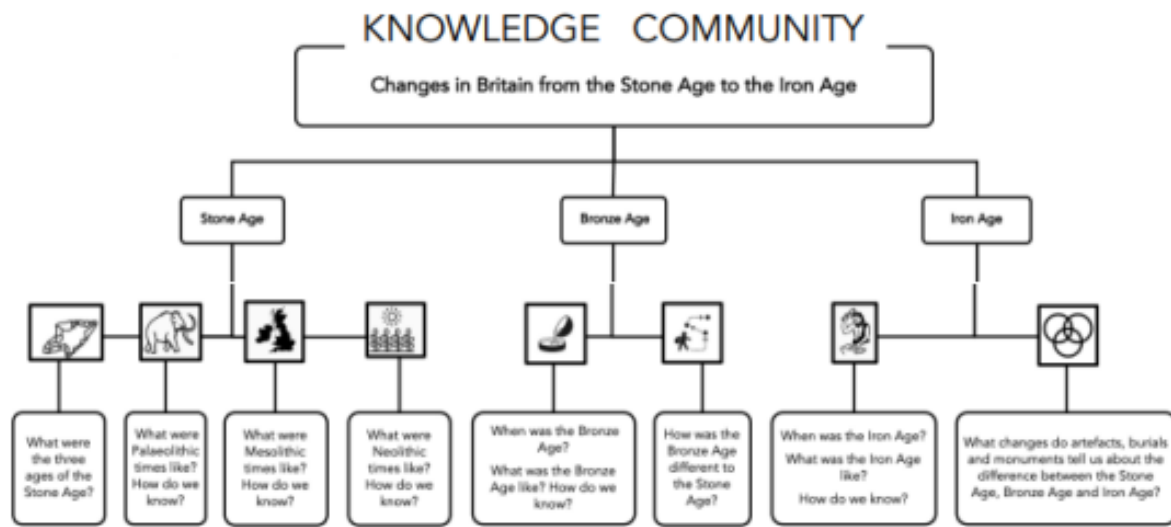 KNOWLEDGE COMMUNITY
Changes in Britain from the Stone Age to the Iron Age
Stone Age
Bronze Age
Iron Age
What were
the three
ages of the
Stone Age?
What were
Palaeolithic
times like?
How do we
know?
What were
Mesolithic
times like?
How do we
know?
What were
Neolithic
times like?
How do we
know?
When was the Bronze
Age?
What was the Bronze
Age like? How do we
know?
How was the
Bronze Age
different to
the Stone
Age?
When was the Iron Age?
What was the Iron Age
like?
How do we know?
What changes do artefacts, burials
and monuments tell us about the
difference between the Stone
Age, Bronze Age and Iron Age?